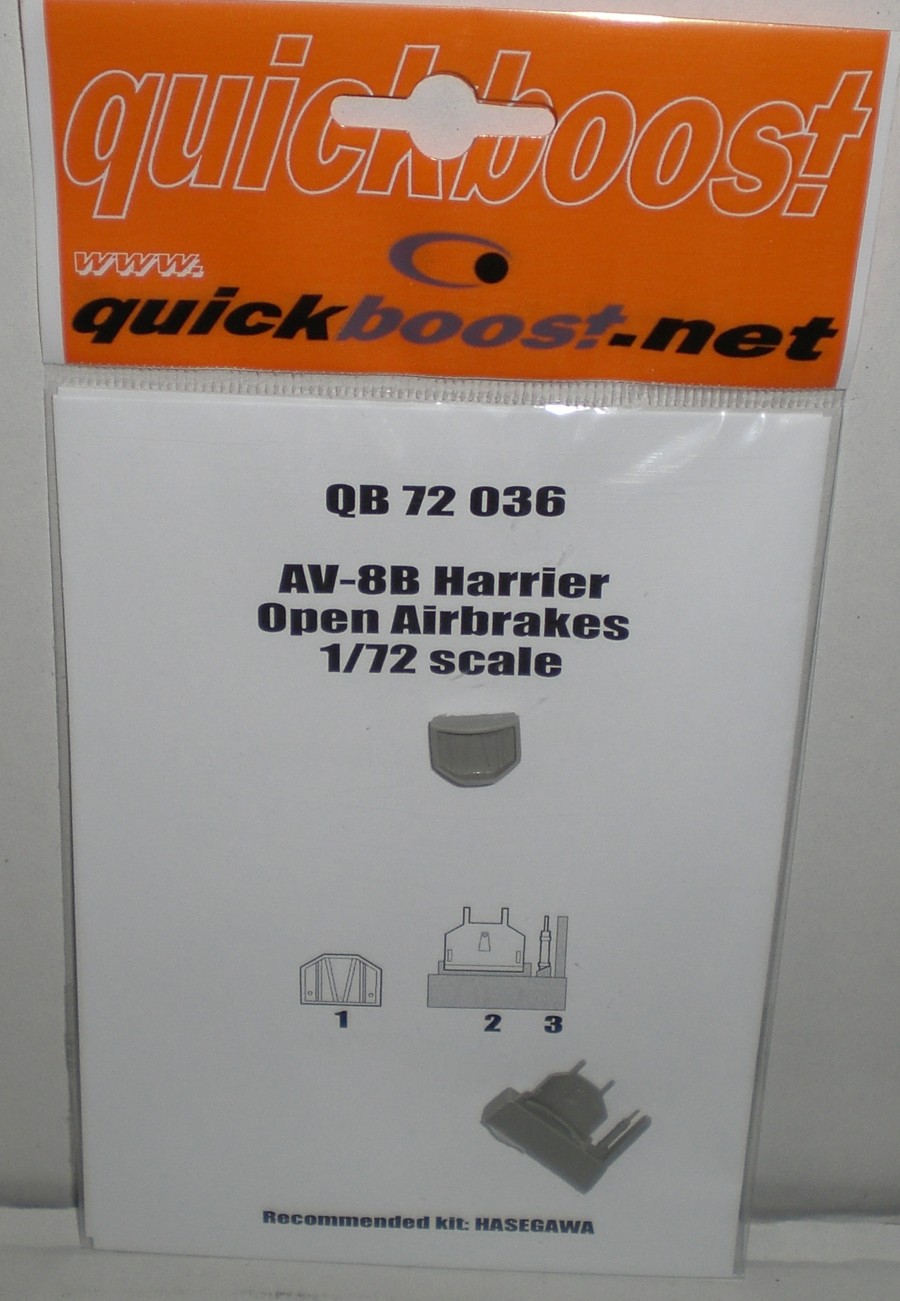 quickboost
www.
quickboost.net
QB 72 036
AV-8B Harrier
Open Airbrakes
1/72 scale
1
2 3
Recommended kit: HASEGAWA